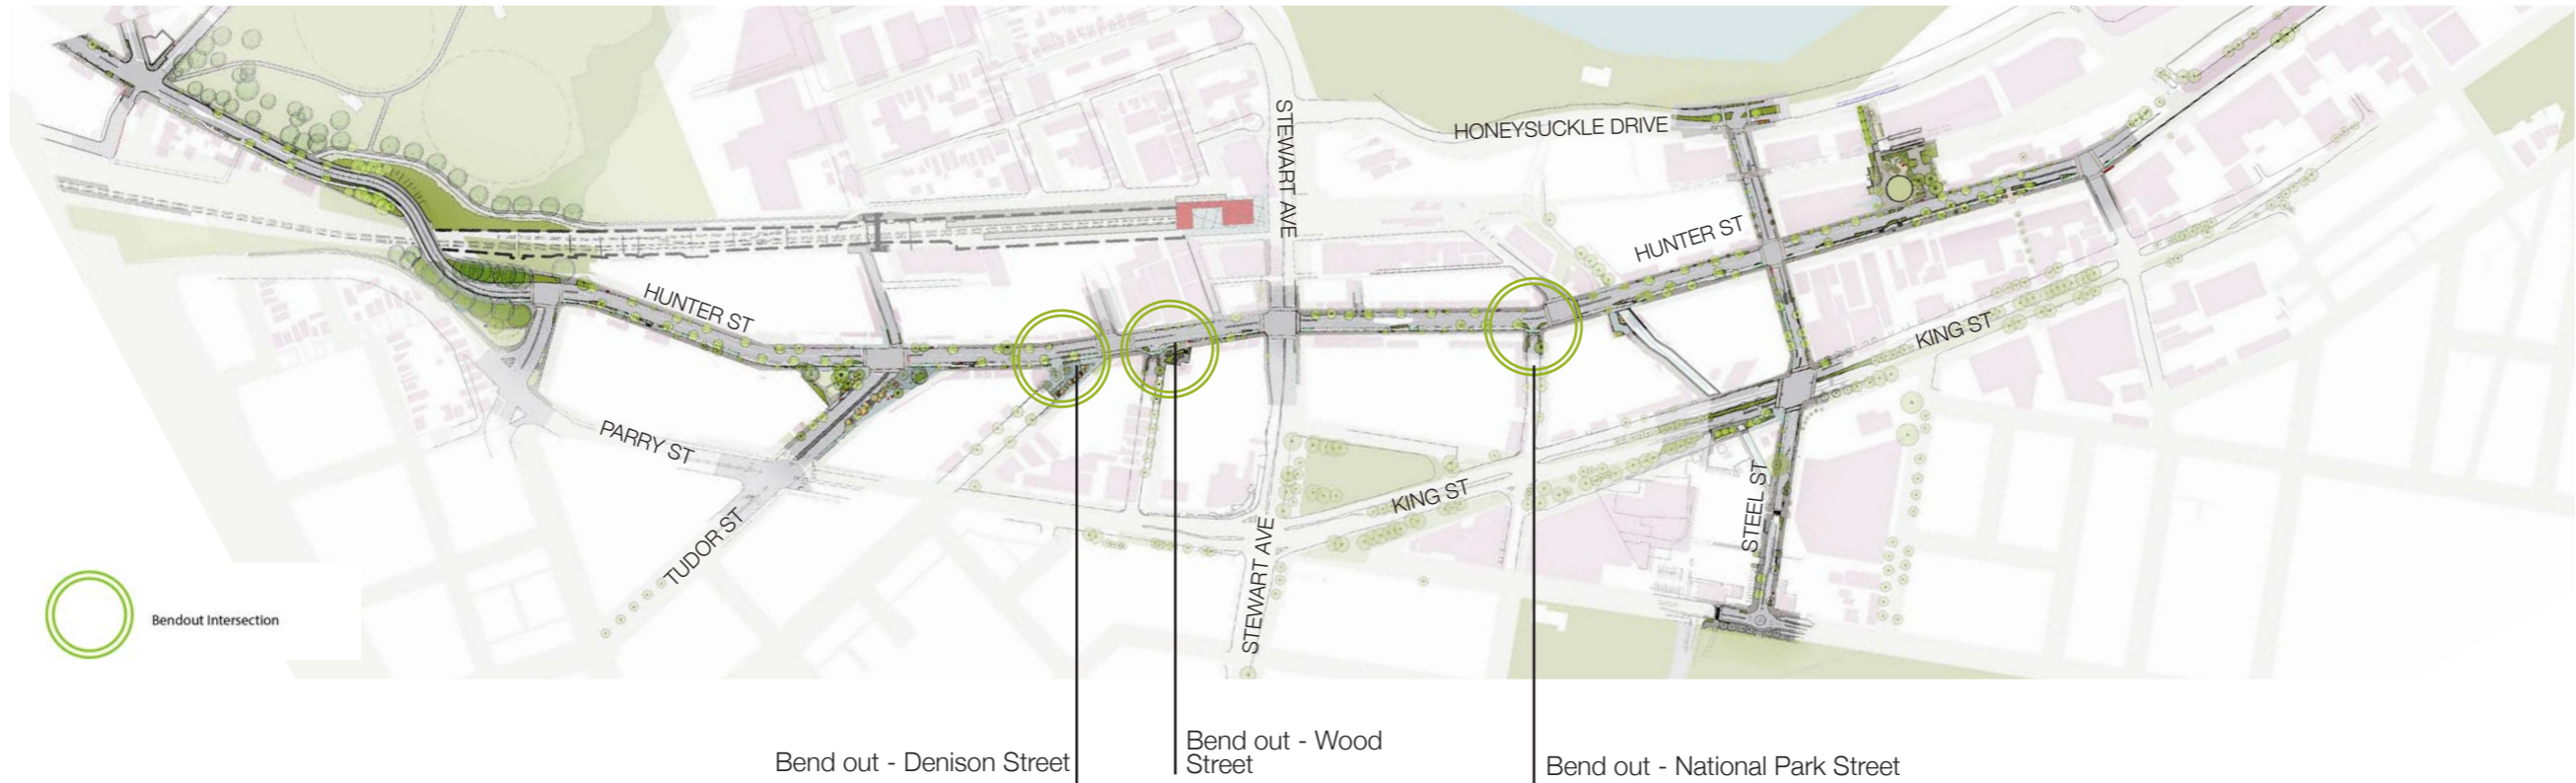 STEWART AVE
HONEYSUCKLE DRIVE
HUNTER ST
HUNTER ST
KING ST
PARRY ST
KING ST
STEEL ST
TUDOR ST
STEWART AVE
Bendout Intersection
Bend out - Denison Street
Bend out - Wood
Street
Bend out - National Park Street